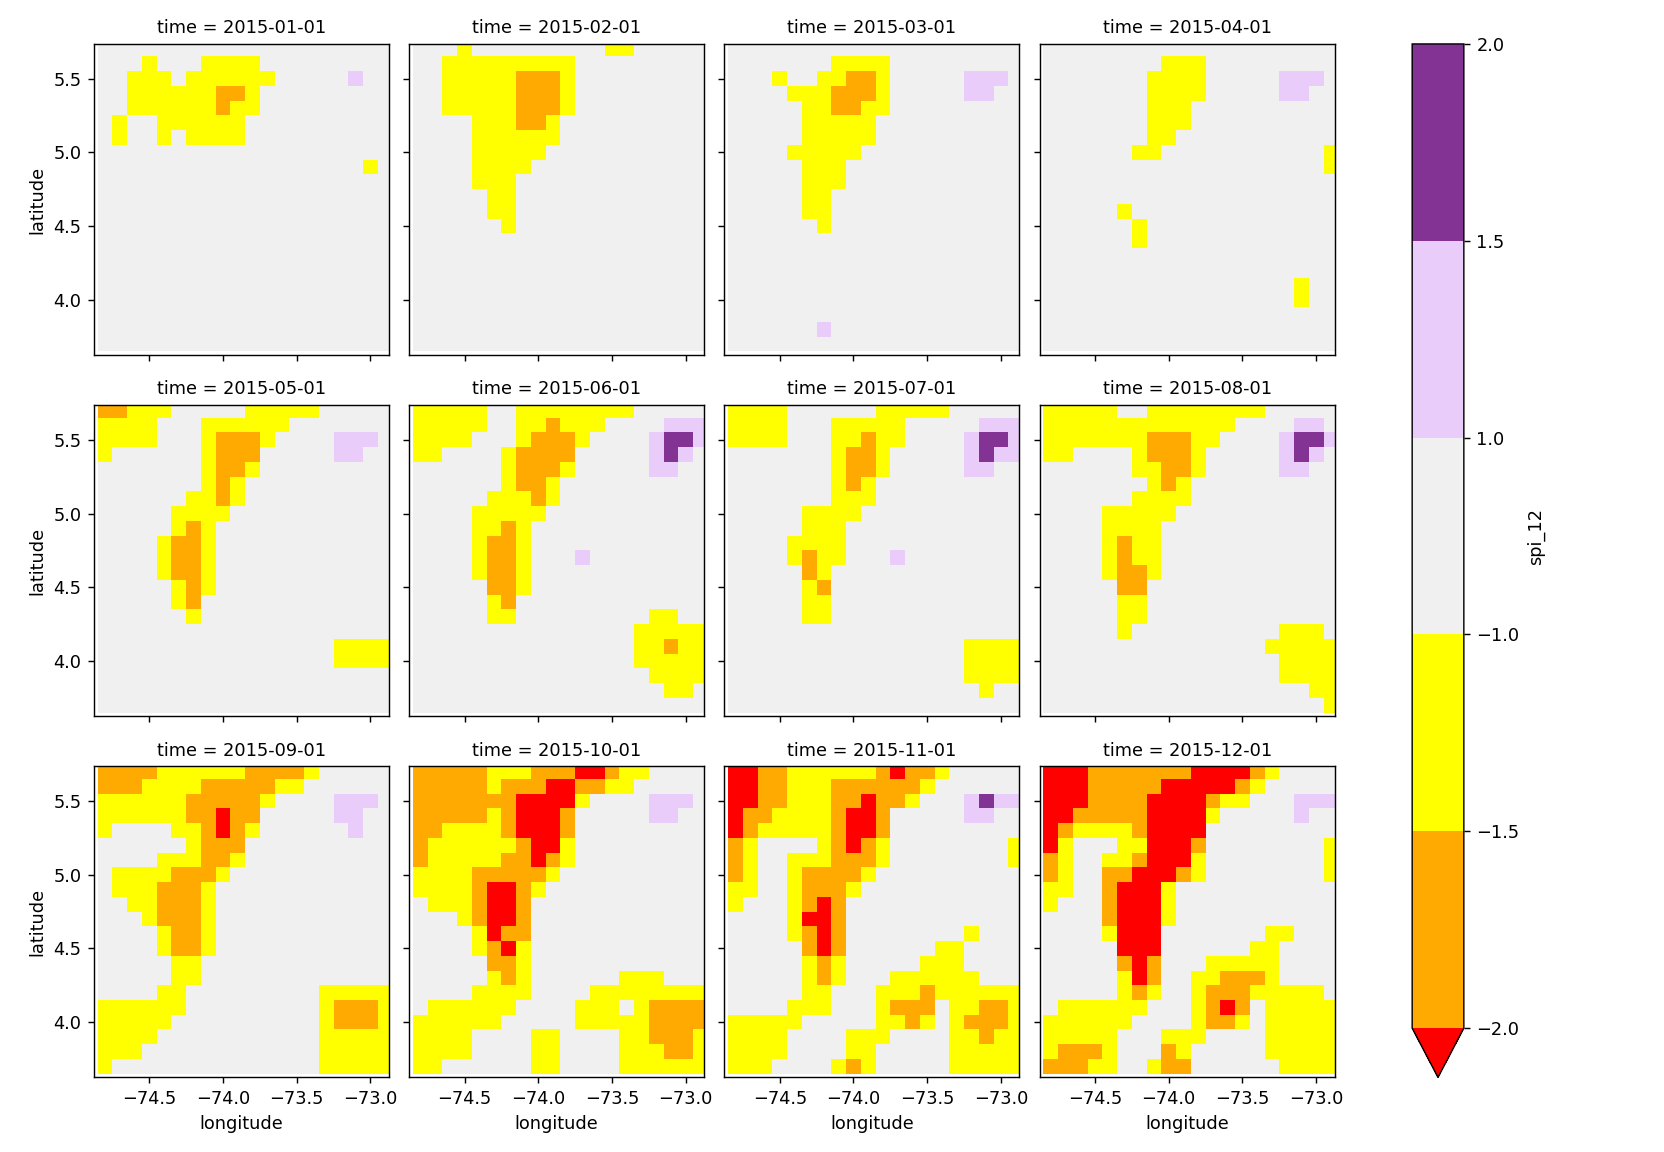 time = 2015-01-01
time = 2015-02-01
time = 2015-03-01
time = 2015-04-01
5.5
5.0
4.5
4.0
latitude
time = 2015-05-01
time = 2015-06-01
time = 2015-07-01
time = 2015-08-01
5.5
5.0
4.5
4.0
latitude
time = 2015-09-01
time = 2015-10-01
time = 2015-11-01
time = 2015-12-01
5.5
5.0
4.5
4.0
latitude
−74.5 −74.0 −73.5 −73.0
−74.5 −74.0 −73.5 −73.0
−74.5 −74.0 −73.5 −73.0
−74.5 −74.0 −73.5 −73.0
longitude
longitude
longitude
longitude
2.0
1.5
1.0
−1.0
−1.5
−2.0
spi_12